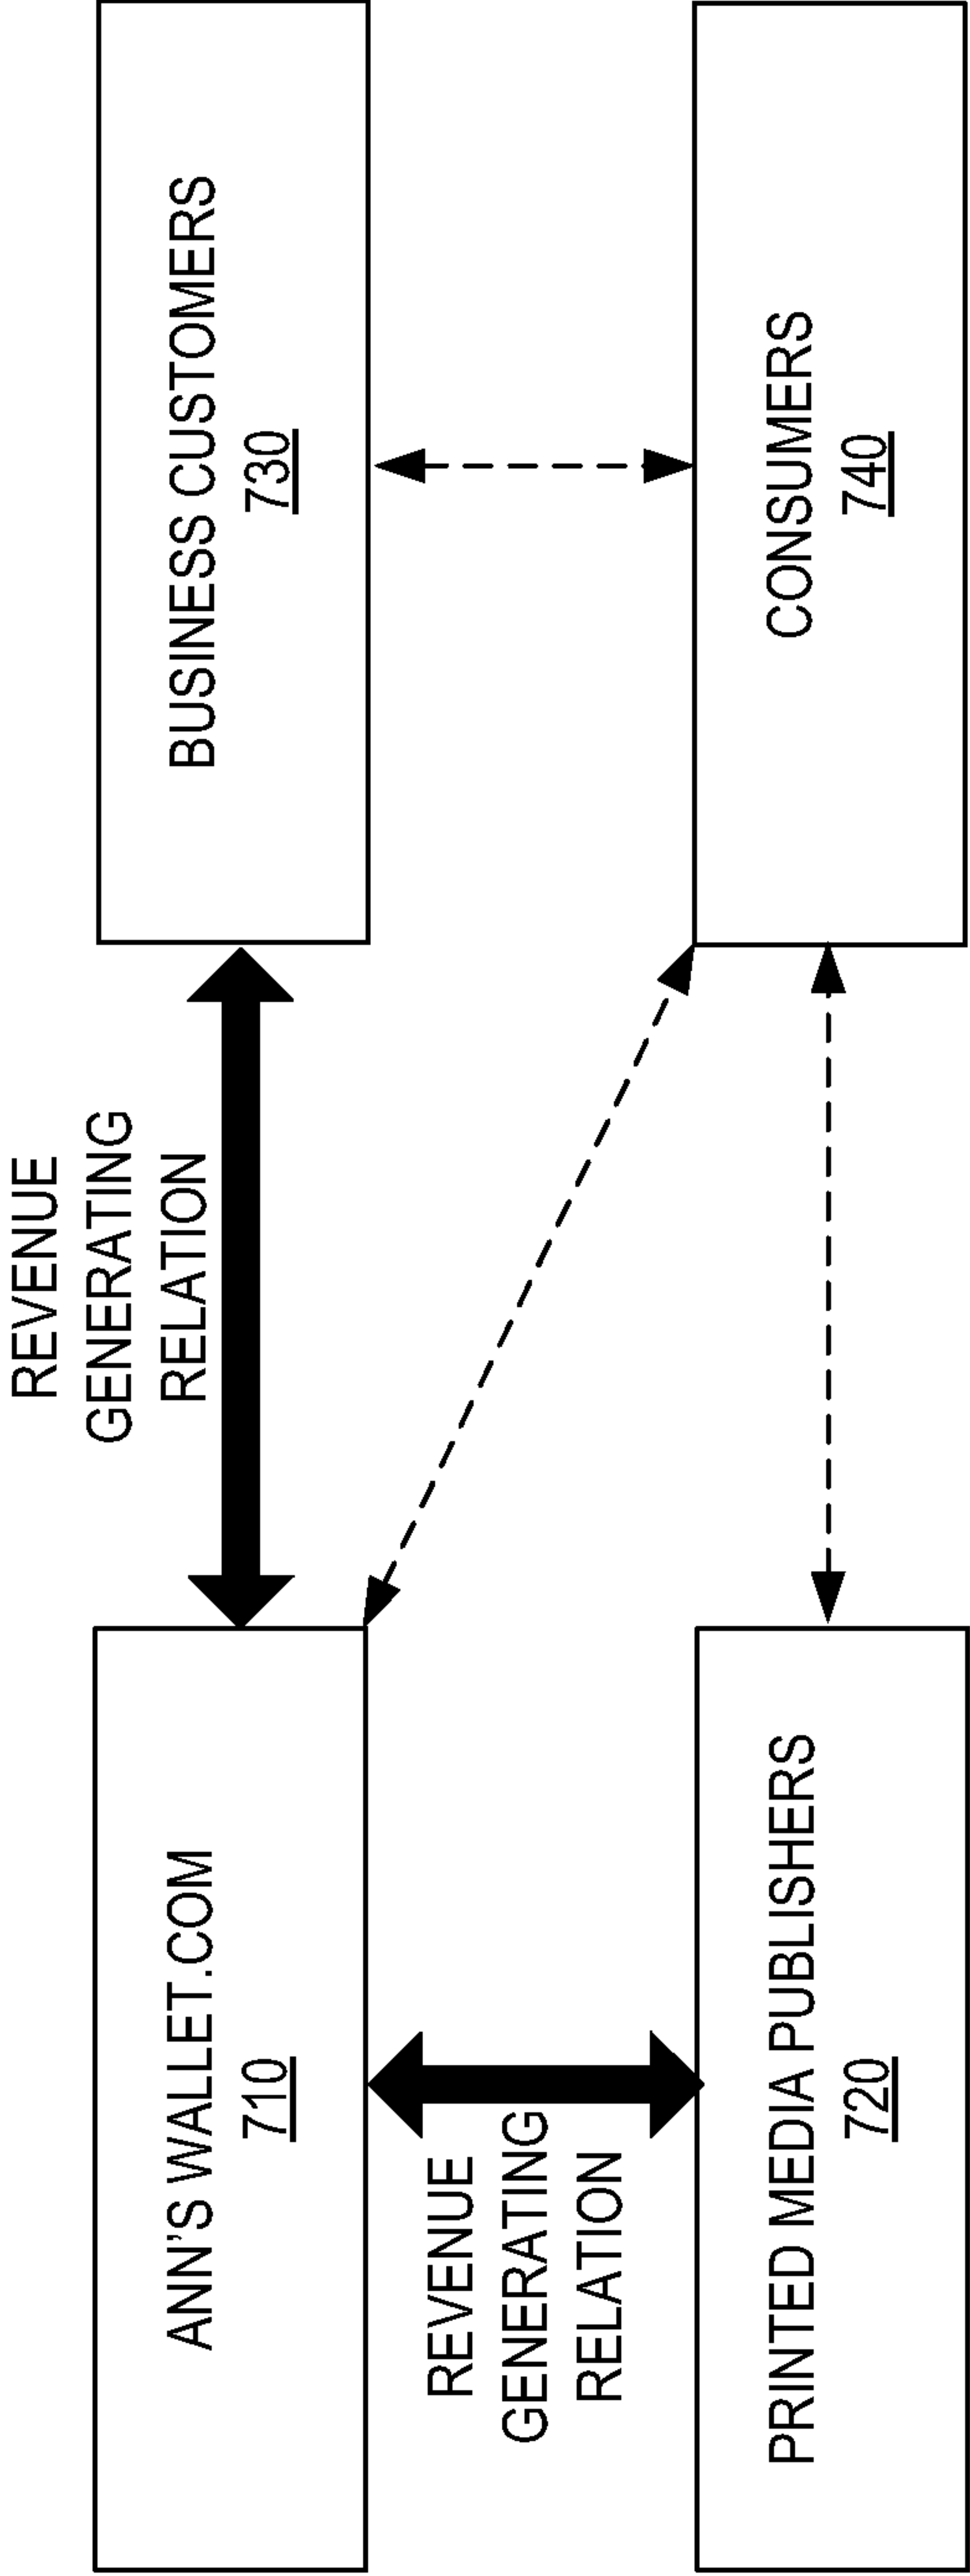 ANN'S WALLET.COM
710
REVENUE
GENERATING
RELATION
BUSINESS CUSTOMERS
730
REVENUE
GENERATING
RELATION
PRINTED MEDIA PUBLISHERS
720
CONSUMERS
740